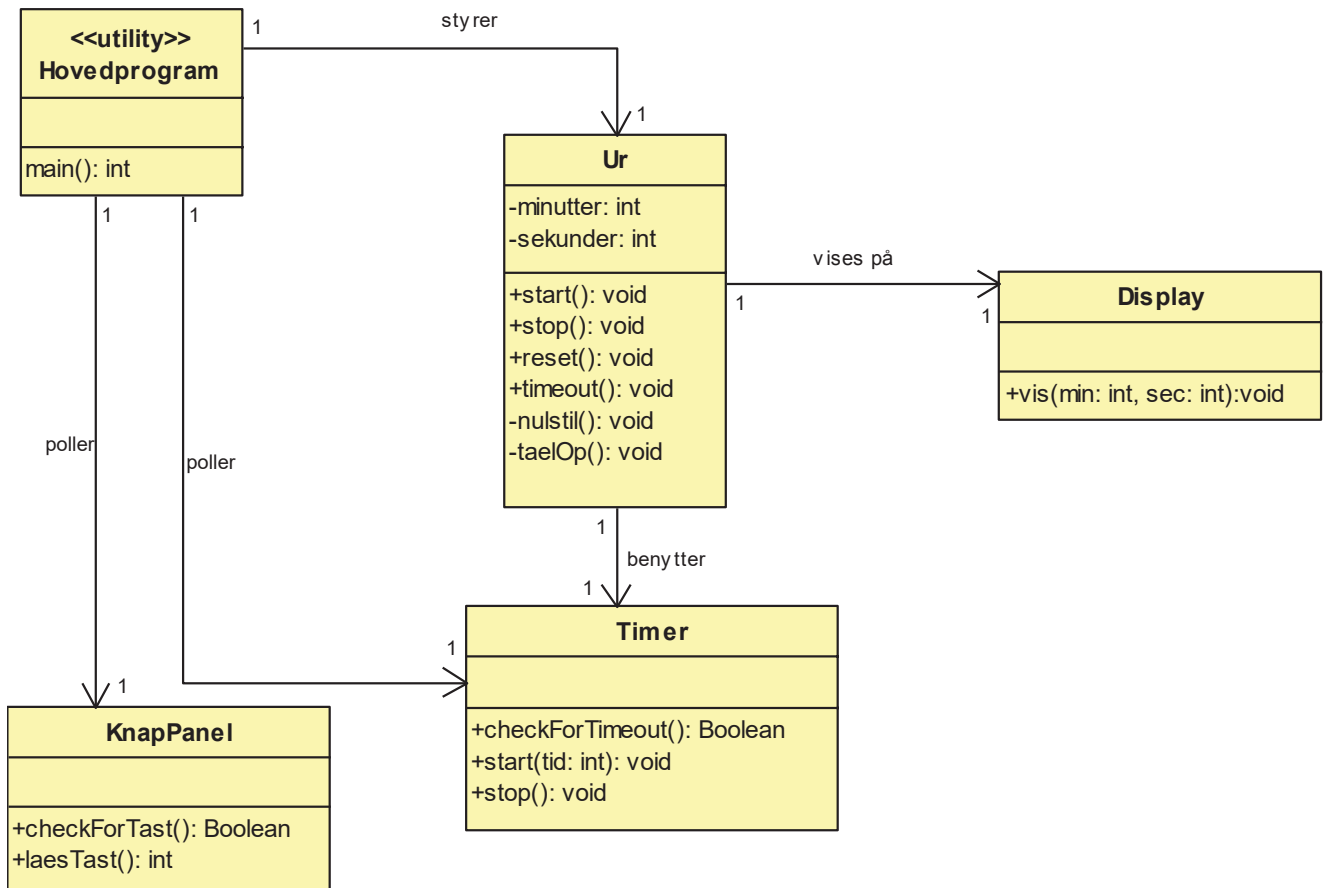 <<utility>>
Hovedprogram
main(): int
1
styrer
1
Ur
-minutter: int
-sekunder: int
+start(): void
+stop(): void
+reset(): void
+timeout(): void
-nulstil(): void
-taelOp(): void
vises på
1
1
Display
+vis(min: int, sec: int):void
1
1
poller
poller
1
benytter
1
1
1
Timer
+checkForTimeout(): Boolean
+start(tid: int): void
+stop(): void
KnapPanel
+checkForTast(): Boolean
+laesTast(): int